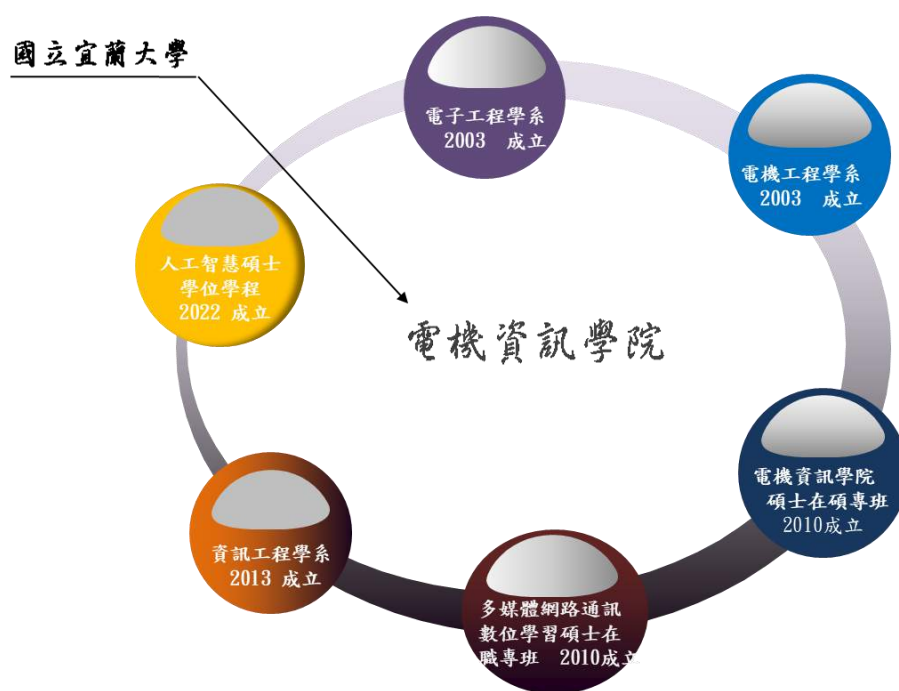 國立宜蘭大學
電子工程學系
2003 成立
電機工程學系
2003 成立
人工智慧碩士
學位學程
2022 成立
電機資訊學院
電機資訊學院
碩士在碩專班
2010成立
資訊工程學系
2013 成立
多媒體網路通訊
數位學習碩士在
職專班 2010成立